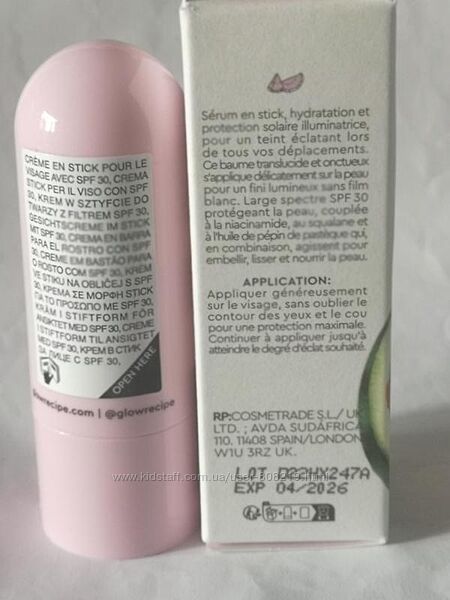 CRÈME EN STICK POUR LE
VISAGE AVEC SPF 30, CREMA
STICK PER IL VISO CON SPF
30, KREM W SZTYFCIE DO
TWARZY Z FILTREM SPF 30,
GESICHTSCREME IM STICK
MIT SPF 30, CREMA EN BARRA
PARA EL ROSTRO CON SPF
30, CREME EM BASTÃO PARA
O ROSTO COM SPF 30, KRÉM
VE STIKU NA OBLIČEJ S SPF
30, ΚΡΕΜΑ ΣΕ ΜΟΡΦΗ STICK
ΓΙΑ ΤΟ ΠΡΟΣΩΠΟ ΜΕ SPF 30,
KRÄM I STIFTFORM FÖR
ANSIKTET MED SPF 30, CREME
I STIFTFORM TIL ANSIGTET
MED SPF 30, КРЕМ В СТИК
ЗА ЛИЦЕ С SPF 30,
OPEN HERE
glowrecipe.com | @glowrecipe
Sérum en stick, hydratation et
protection solaire illuminatrice,
pour un teint éclatant lors
de tous vos déplacements.
Ce baume translucide et onctueux
s'applique délicatement sur la peau
pour un fini lumineux sans film
blanc. Large spectre SPF 30
protégeant la peau, couplée
à la niacinamide, au squalane et
à l'huile de pépin de pastèque qui,
en combinaison, agissent pour
embellir, lisser et nourrir la peau.
APPLICATION:
Appliquer généreusement
sur le visage, sans oublier le
contour des yeux et le cou
pour une protection maximale.
Continuer à appliquer jusqu'à
atteindre le degré d'éclat souhaité.
RP:COSMETRADE S.L./ UK
LTD. ; AVDA SUDÁFRICA
110, 11408 SPAIN/LONDON
W1U 3RZ UK.
LOT D22HX247A
EXP 04/2026
www.kidstaff.com.ua/user-808219.html